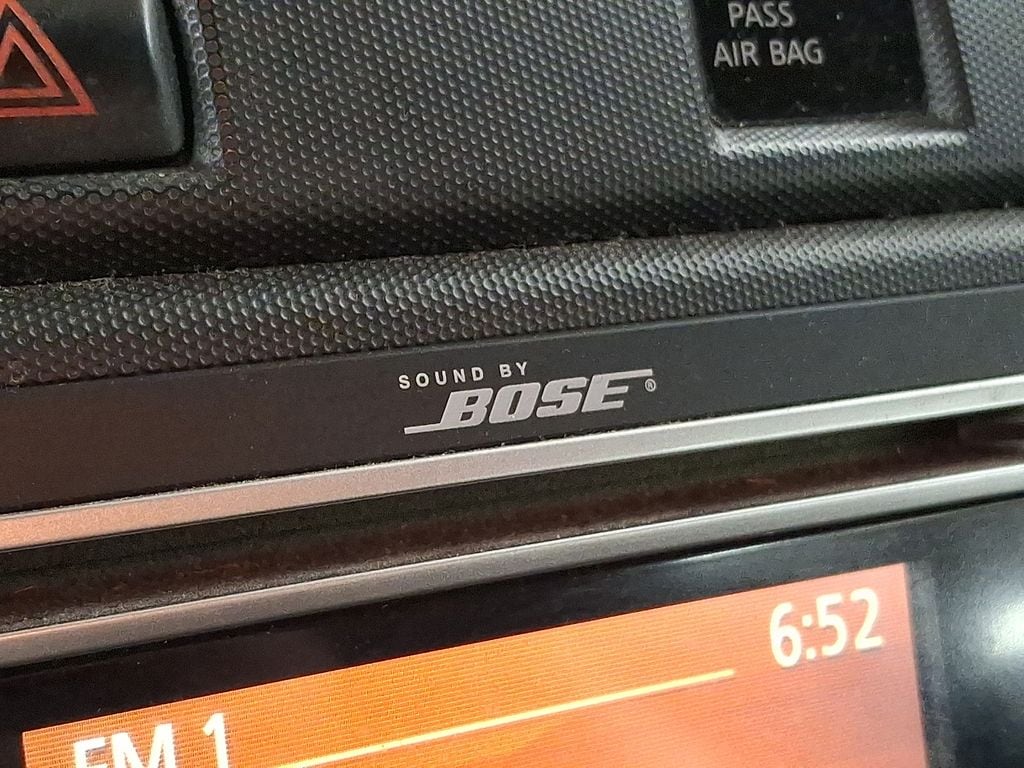 PASS
AIR BAG
SOUND BY
BOSE®
6:52
FM 1